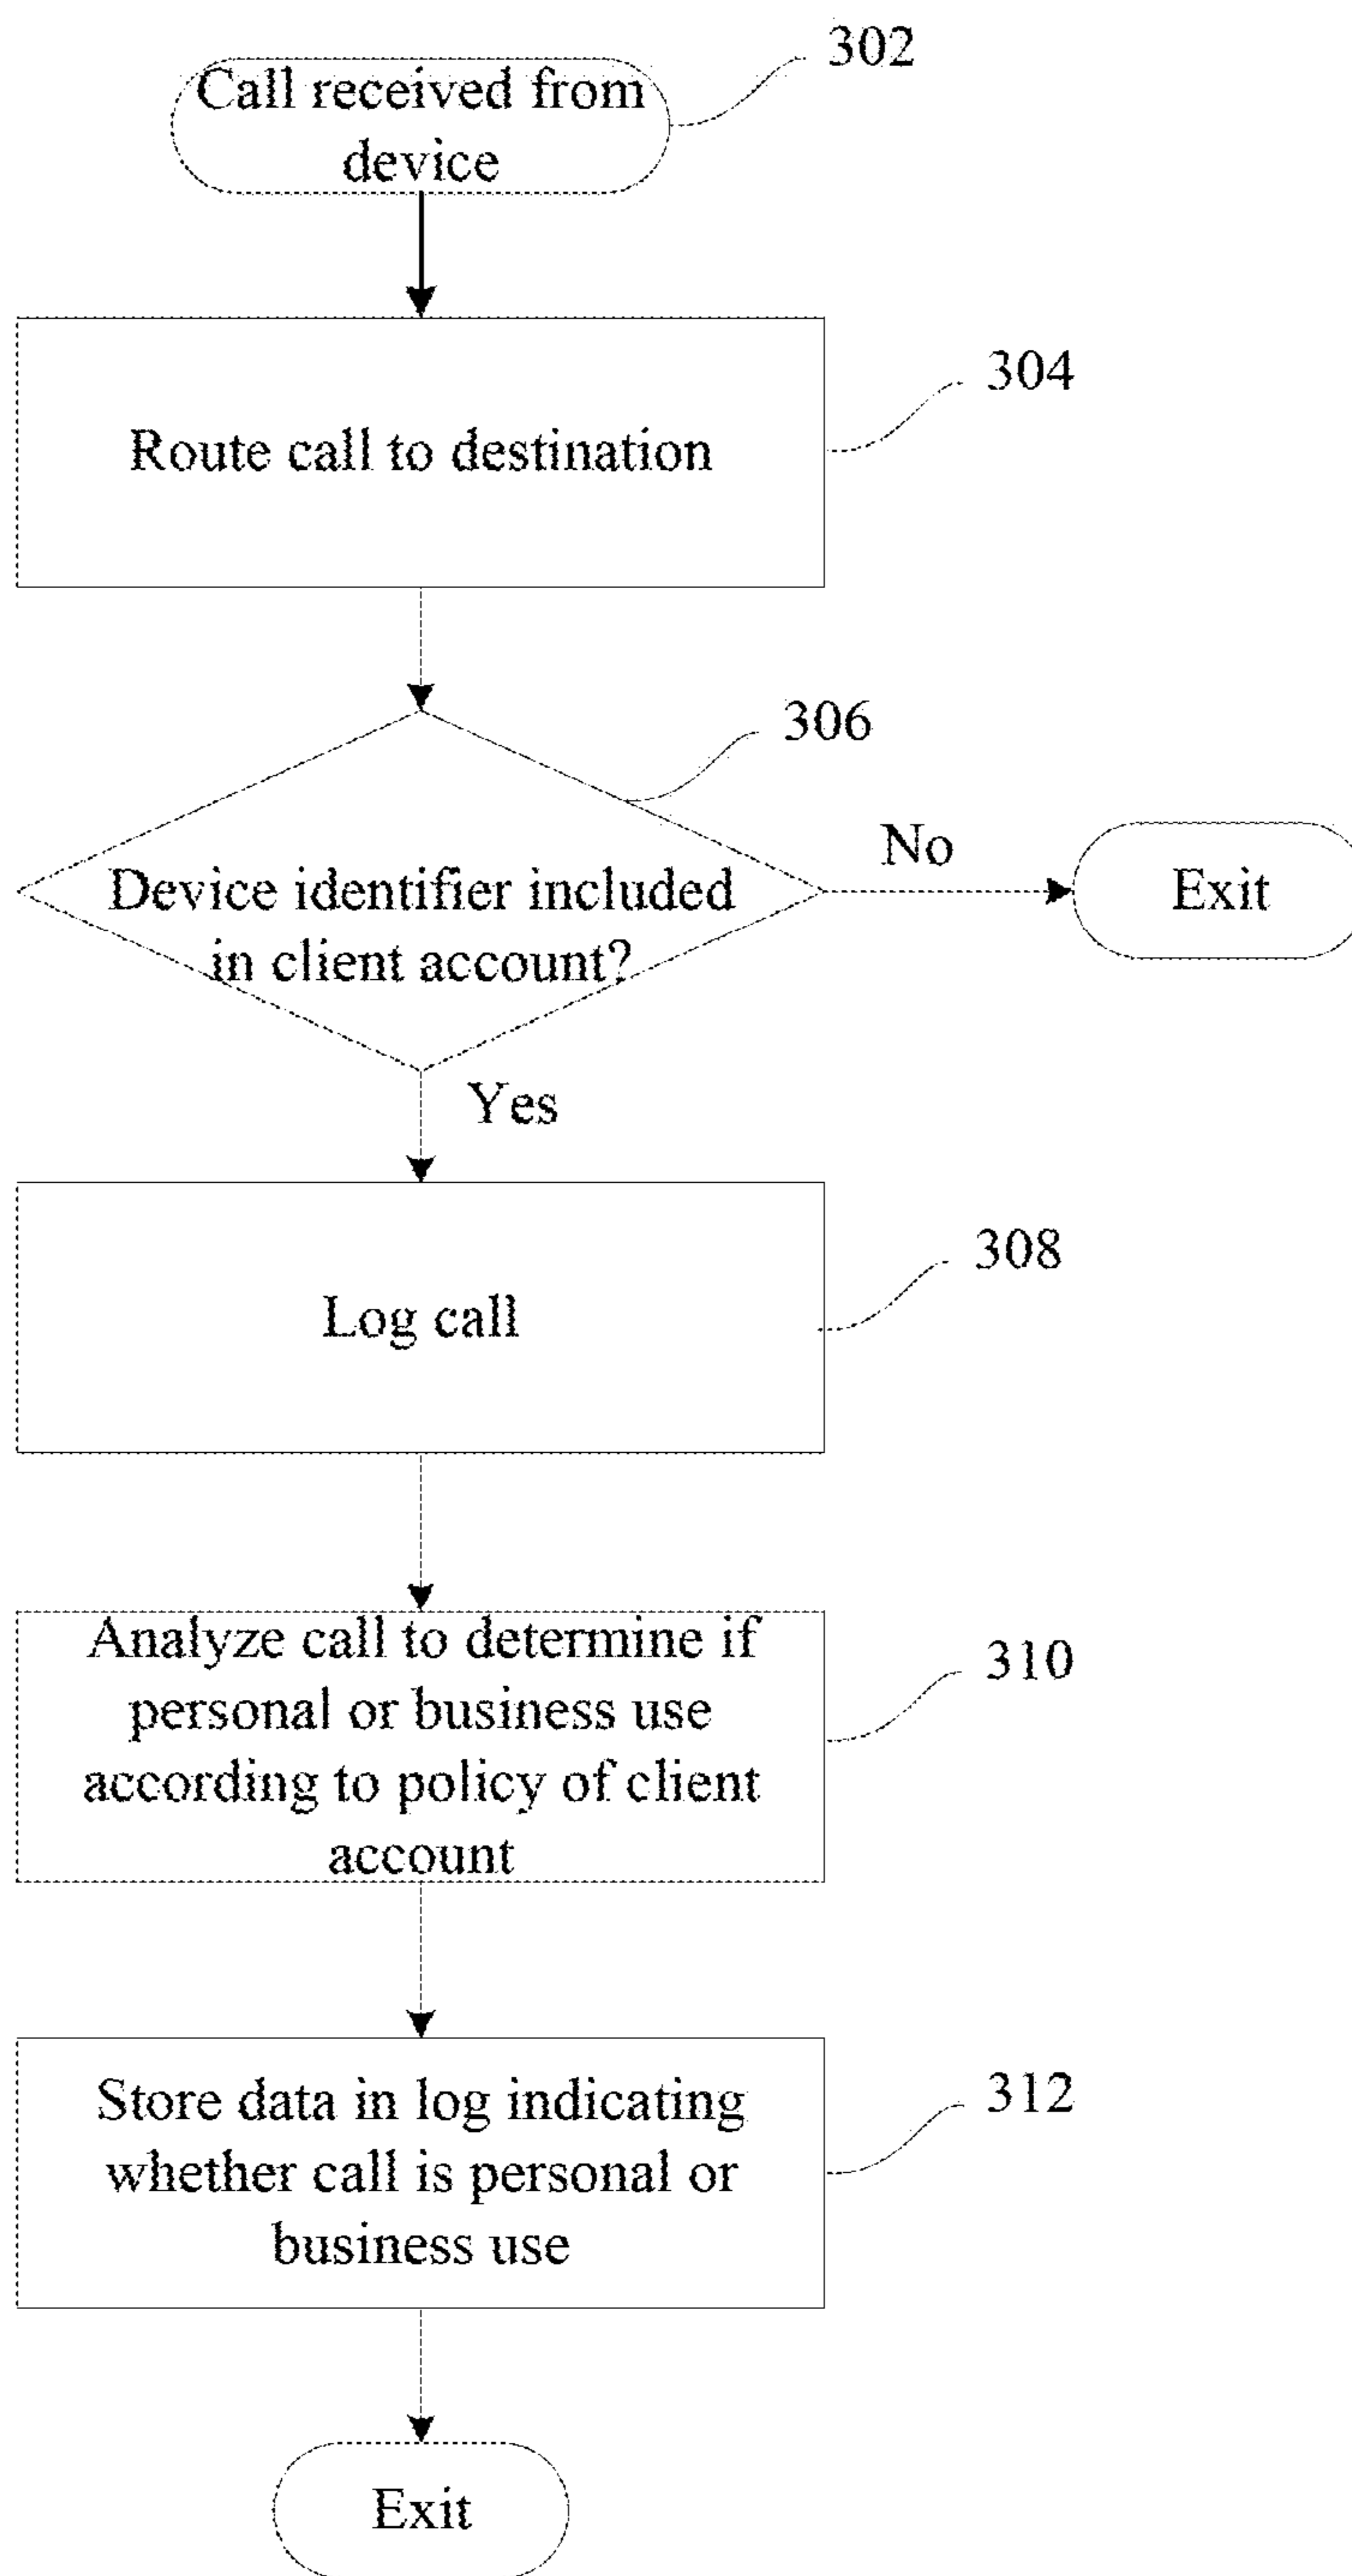 302
Call received from
device
304
Route call to destination
306
No
Device identifier included
Exit
in client account?
Yes
308
Log call
Analyze call to determine if
310
personal or business use
according to policy of client
account
312
Store data in log indicating
whether call is personal or
business use
Exit